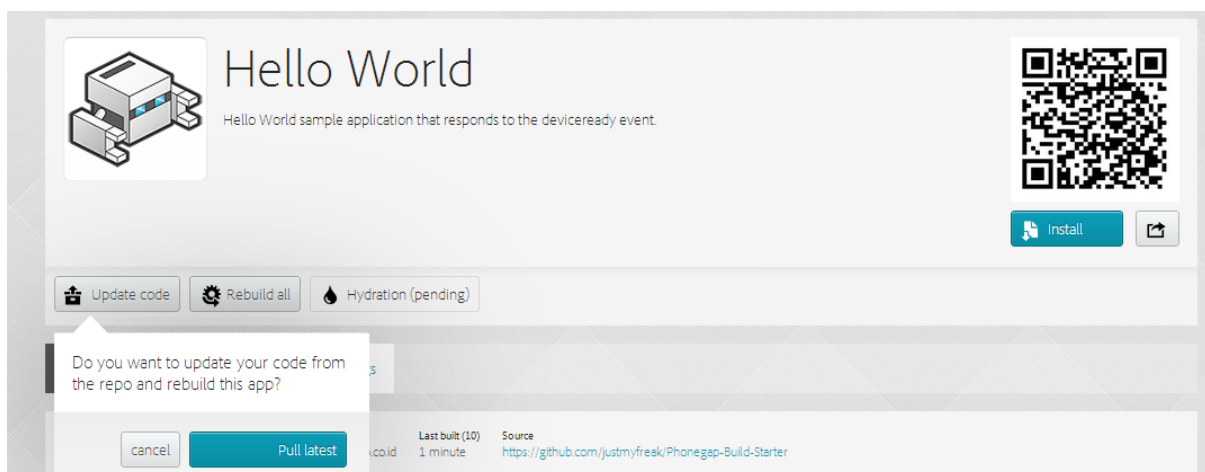 Hello World
Hello World sample application that responds to the deviceready event.
Install
Update code
Rebuild all
Hydration (pending)
Do you want to update your code from
the repo and rebuild this app?
cancel
Pull latest
.co.id
Last built (10)
1 minute
Source
https://github.com/justmyfreak/Phonegap-Build-Starter